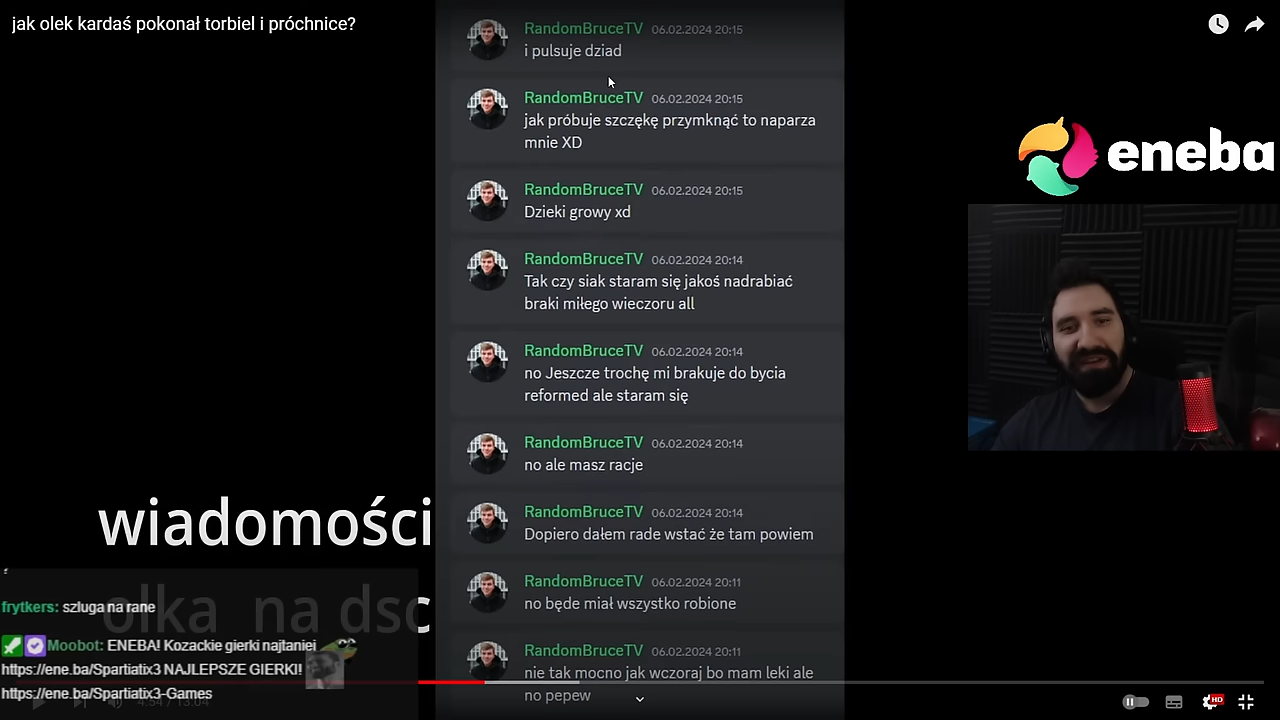 jak olek kardaś pokonał torbiel i próchnice?
RandomBruceTV 06.02.2024 20:15
i pulsuje dziad
RandomBruceTV 06.02.2024 20:15
jak próbuje szczękę przymknąć to naparza
mnie XD
RandomBruceTV 06.02.2024 20:15
Dzieki growy xd
RandomBruceTV 06.02.2024 20:14
Tak czy siak staram się jakoś nadrabiać
braki miłego wieczoru all
RandomBruceTV 06.02.2024 20:14
no Jeszcze trochę mi brakuje do bycia
reformed ale staram się
RandomBruceTV 06.02.2024 20:14
no ale masz racje
RandomBruceTV 06.02.2024 20:14
Dopiero dałem rade wstać że tam powiem
RandomBruceTV 06.02.2024 20:11
no będe miał wszystko robione
RandomBruceTV 06.02.2024 20:11
nie tak mocno jak wczoraj bo mam leki ale
no pepew
eneba
wiadomości
olka na dsc
?
frytkers: szluga na rane
Moobot: ENEBA! Kozackie gierki najtaniej
https://ene.ba/Spartiatix3 NAJLEPSZE GIERKI!
https://ene.ba/Spartiatix3-Games
4:54 / 13:04
HD